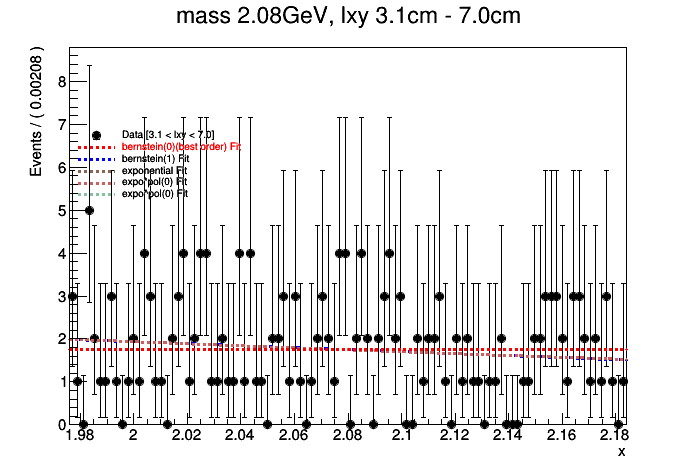 mass 2.08GeV, lxy 3.1cm - 7.0cm
Events / ( 0.00208 )
8
7
6
5
4
3
2
1
0
Data [3.1 < lxy < 7.0]
bernstein(0)(best order) Fit
bernstein(1) Fit
exponential Fit
expo*pol(0) Fit
expo*pol(0) Fit
1.98 2 2.02 2.04 2.06 2.08 2.1 2.12 2.14 2.16 2.18
x